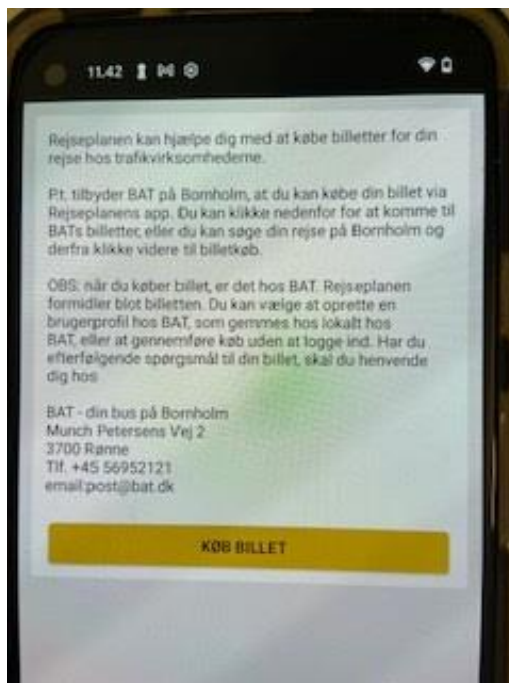 11.42
Rejseplanen kan hjælpe dig med at købe billetter for din
rejse hos trafikvirksomhederne.
Pt. tilbyder BAT på Bornholm, at du kan købe din billet via
Rejseplanens app. Du kan klikke nedenfor for at komme til
BATs billetter, eller du kan søge din rejse på Bornholm og
derfra klikke videre til billetkøb.
OBS: når du køber billet, er det hos BAT. Rejseplanen
formidler blot billetten. Du kan vælge at oprette en
brugerprofil hos BAT, som gemmes hos lokalt hos
BAT, eller at gennemføre køb uden at logge ind. Har du
efterfølgende spørgsmål til din billet, skal du henvende
dig hos
BAT - din bus på Bornholm
Munch Petersens Vej 2
3700 Rønne
Tlf. +45 56952121
email:post@bat.dk
KØB BILLET